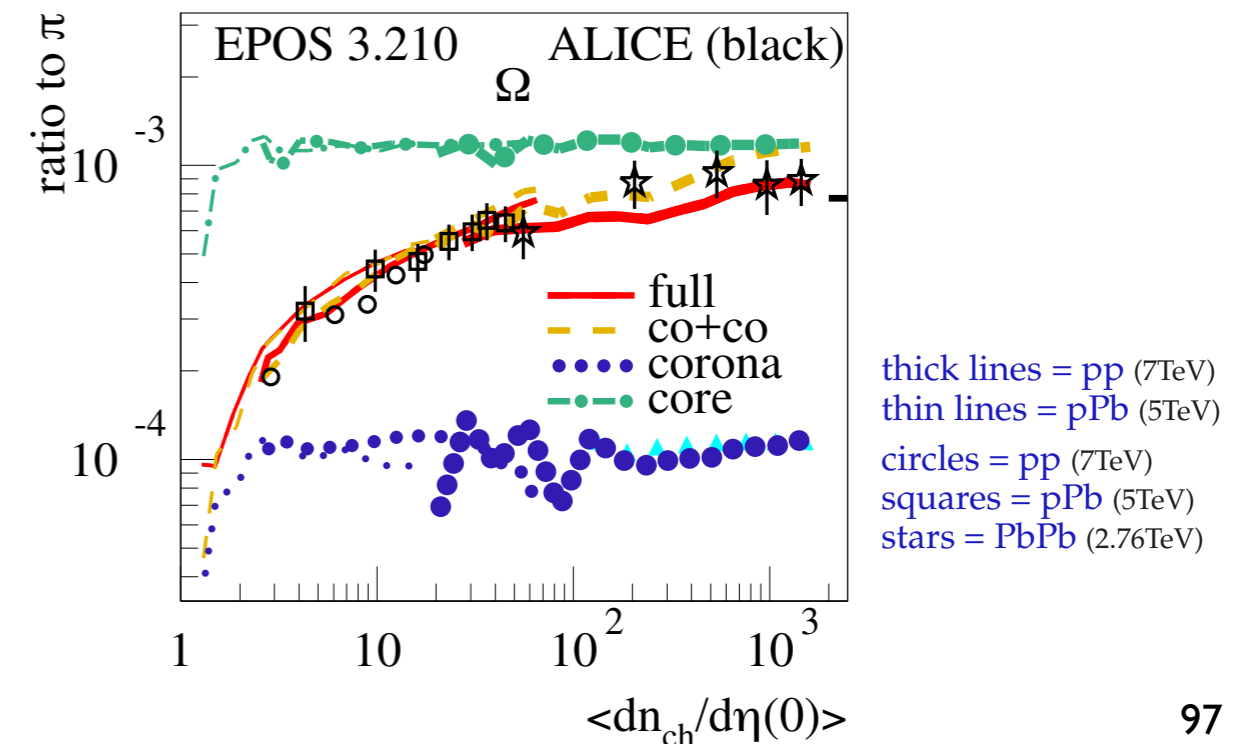 EPOS 3.210 ALICE (black)
Ω
ratio to π
10 -3
10 -4
full
co+co
corona
core
1 10 10 2 10 3
<dn ch/dη(0)>
thick lines = pp (7TeV)
thin lines = pPb (5TeV)
circles = pp (7TeV)
squares = pPb (5TeV)
stars = PbPb (2.76TeV)
97